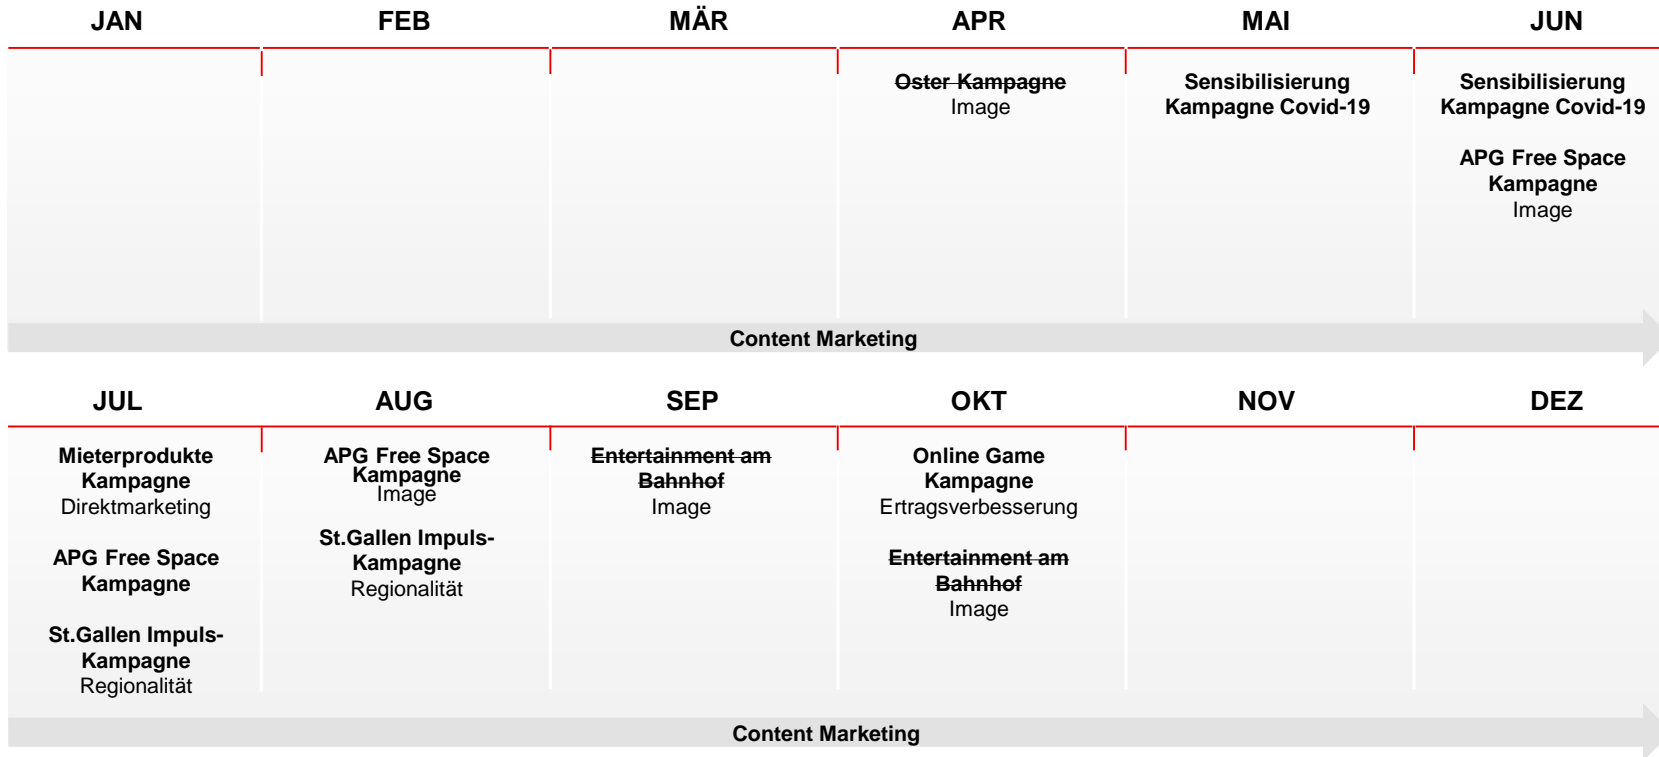 JAN FEB MÄR APR MAI JUN
Oster Kampagne
Image
Sensibilisierung
Kampagne Covid-19
Sensibilisierung
Kampagne Covid-19
APG Free Space
Kampagne
Image
Content Marketing
JUL AUG SEP OKT NOV DEZ
Mieterprodukte
Kampagne
Direktmarketing
APG Free Space
Kampagne
St.Gallen Impuls-
Kampagne
Regionalität
APG Free Space
Kampagne
Image
St.Gallen Impuls-
Kampagne
Regionalität
Entertainment am
Bahnhof
Image
Online Game
Kampagne
Ertragsverbesserung
Entertainment am
Bahnhof
Image
Content Marketing